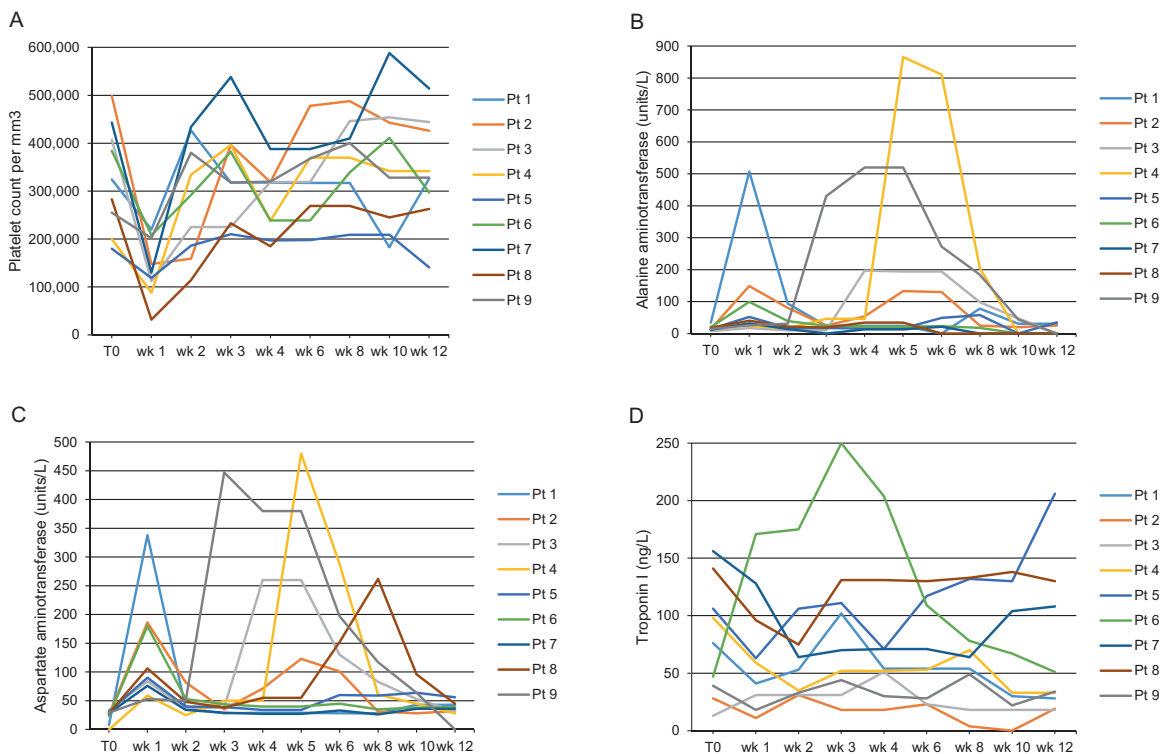 A
Platelet count per mm3
600,000
500,000
400,000
300,000
200,000
100,000
0
T0 wk 1 wk 2 wk 3 wk 4 wk 6 wk 8 wk 10 wk 12
Pt 1
Pt 2
Pt 3
Pt 4
Pt 5
Pt 6
Pt 7
Pt 8
Pt 9
B
Alanine aminotransferase (units/L)
900
800
700
600
500
400
300
200
100
0
T0 wk 1 wk 2 wk 3 wk 4 wk 5 wk 6 wk 8 wk 10 wk 12
Pt 1
Pt 2
Pt 3
Pt 4
Pt 5
Pt 6
Pt 7
Pt 8
Pt 9
C
Aspartate aminotransferase (units/L)
500
450
400
350
300
250
200
150
100
50
0
T0 wk 1 wk 2 wk 3 wk 4 wk 5 wk 6 wk 8 wk 10 wk 12
Pt 1
Pt 2
Pt 3
Pt 4
Pt 5
Pt 6
Pt 7
Pt 8
Pt 9
D
Troponin I (ng/L)
250
200
150
100
50
0
T0 wk 1 wk 2 wk 3 wk 4 wk 6 wk 8 wk 10 wk 12
Pt 1
Pt 2
Pt 3
Pt 4
Pt 5
Pt 6
Pt 7
Pt 8
Pt 9